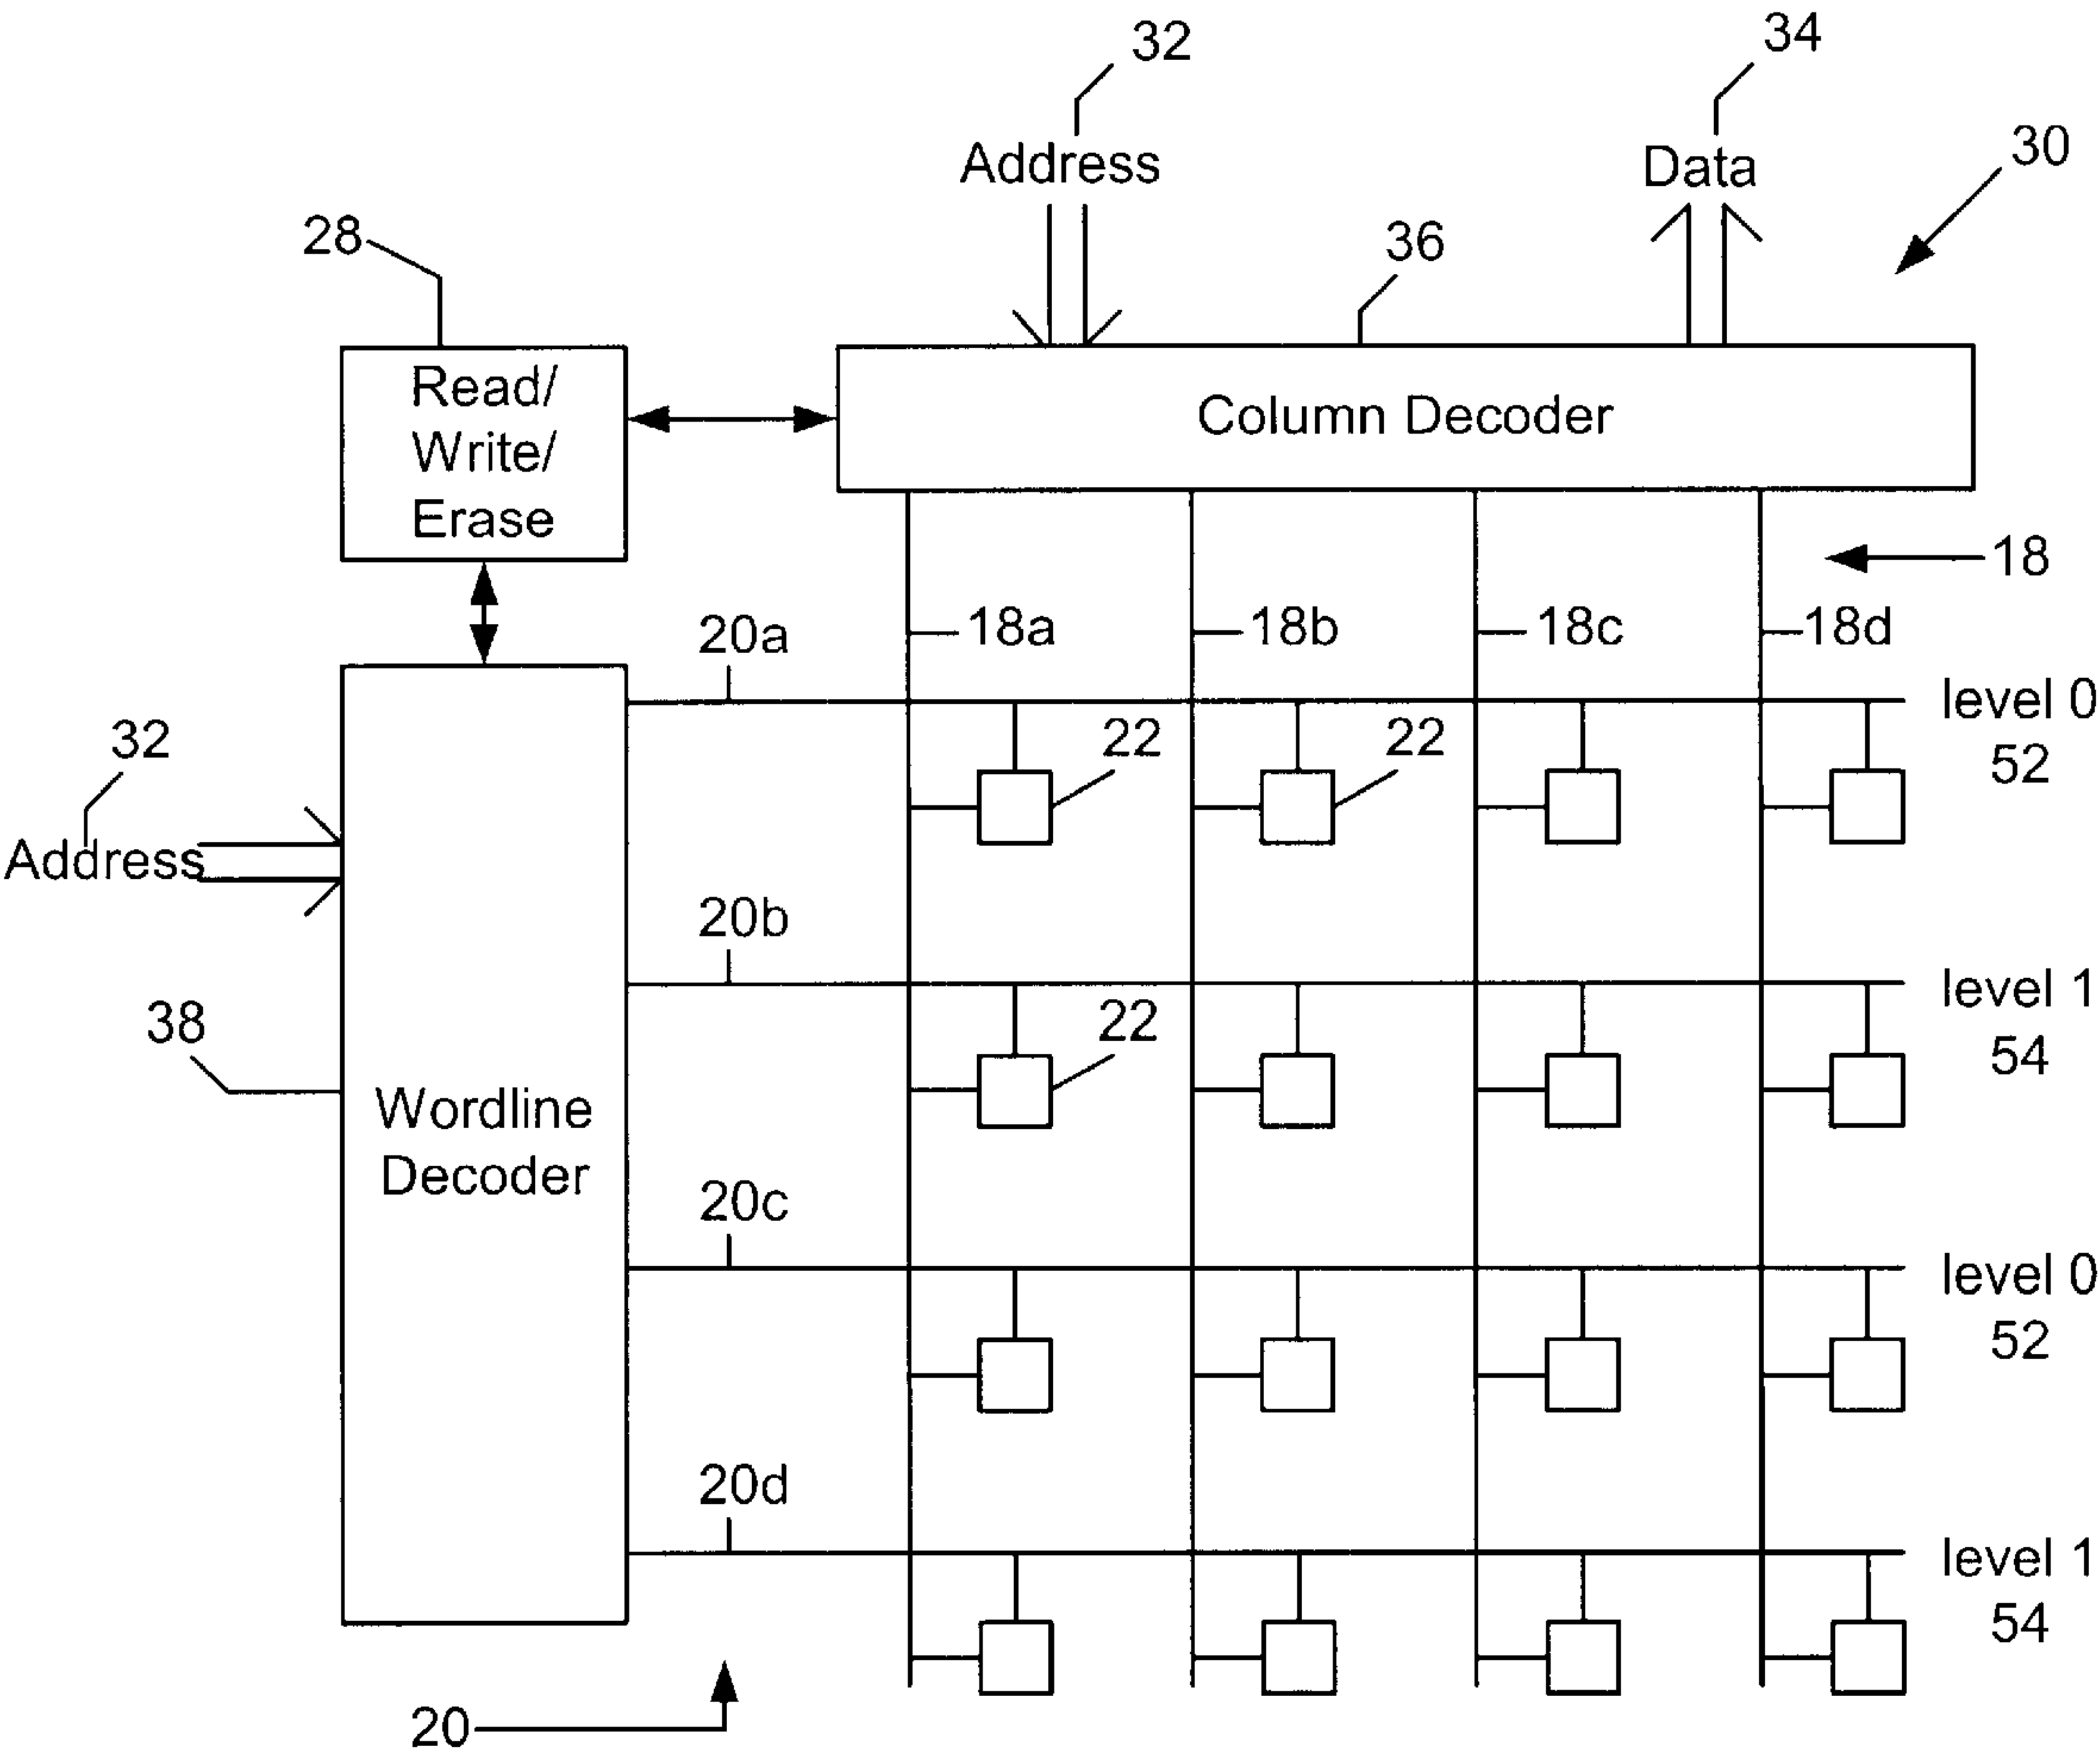 32
34
Address
Data
30
28
36
Read/
Write/
Erase
Column Decoder
18
20a
18a
18b
18c
18d
level 0
52
32
22
22
Address
20b
level 1
54
38
22
Wordline
Decoder
20c
level 0
52
20d
level 1
54
20